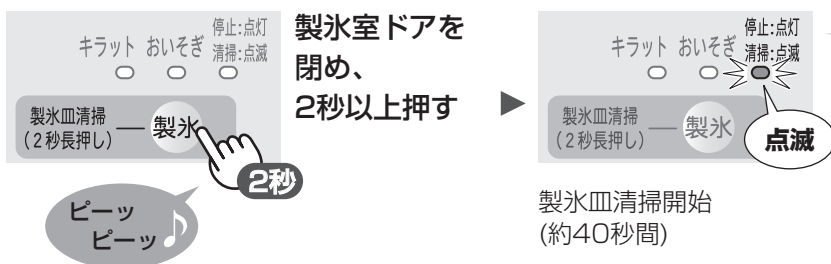 キラット おいそぎ 停止:点灯
清掃:点滅
製氷皿清掃
(2秒長押し)
製氷
2秒
ピーッ
ピーッ
製氷室ドアを
閉め、
2秒以上押す
キラット おいそぎ 停止:点灯
清掃:点滅
製氷皿清掃
(2秒長押し)
製氷
点滅
製氷皿清掃開始
(約40秒間)